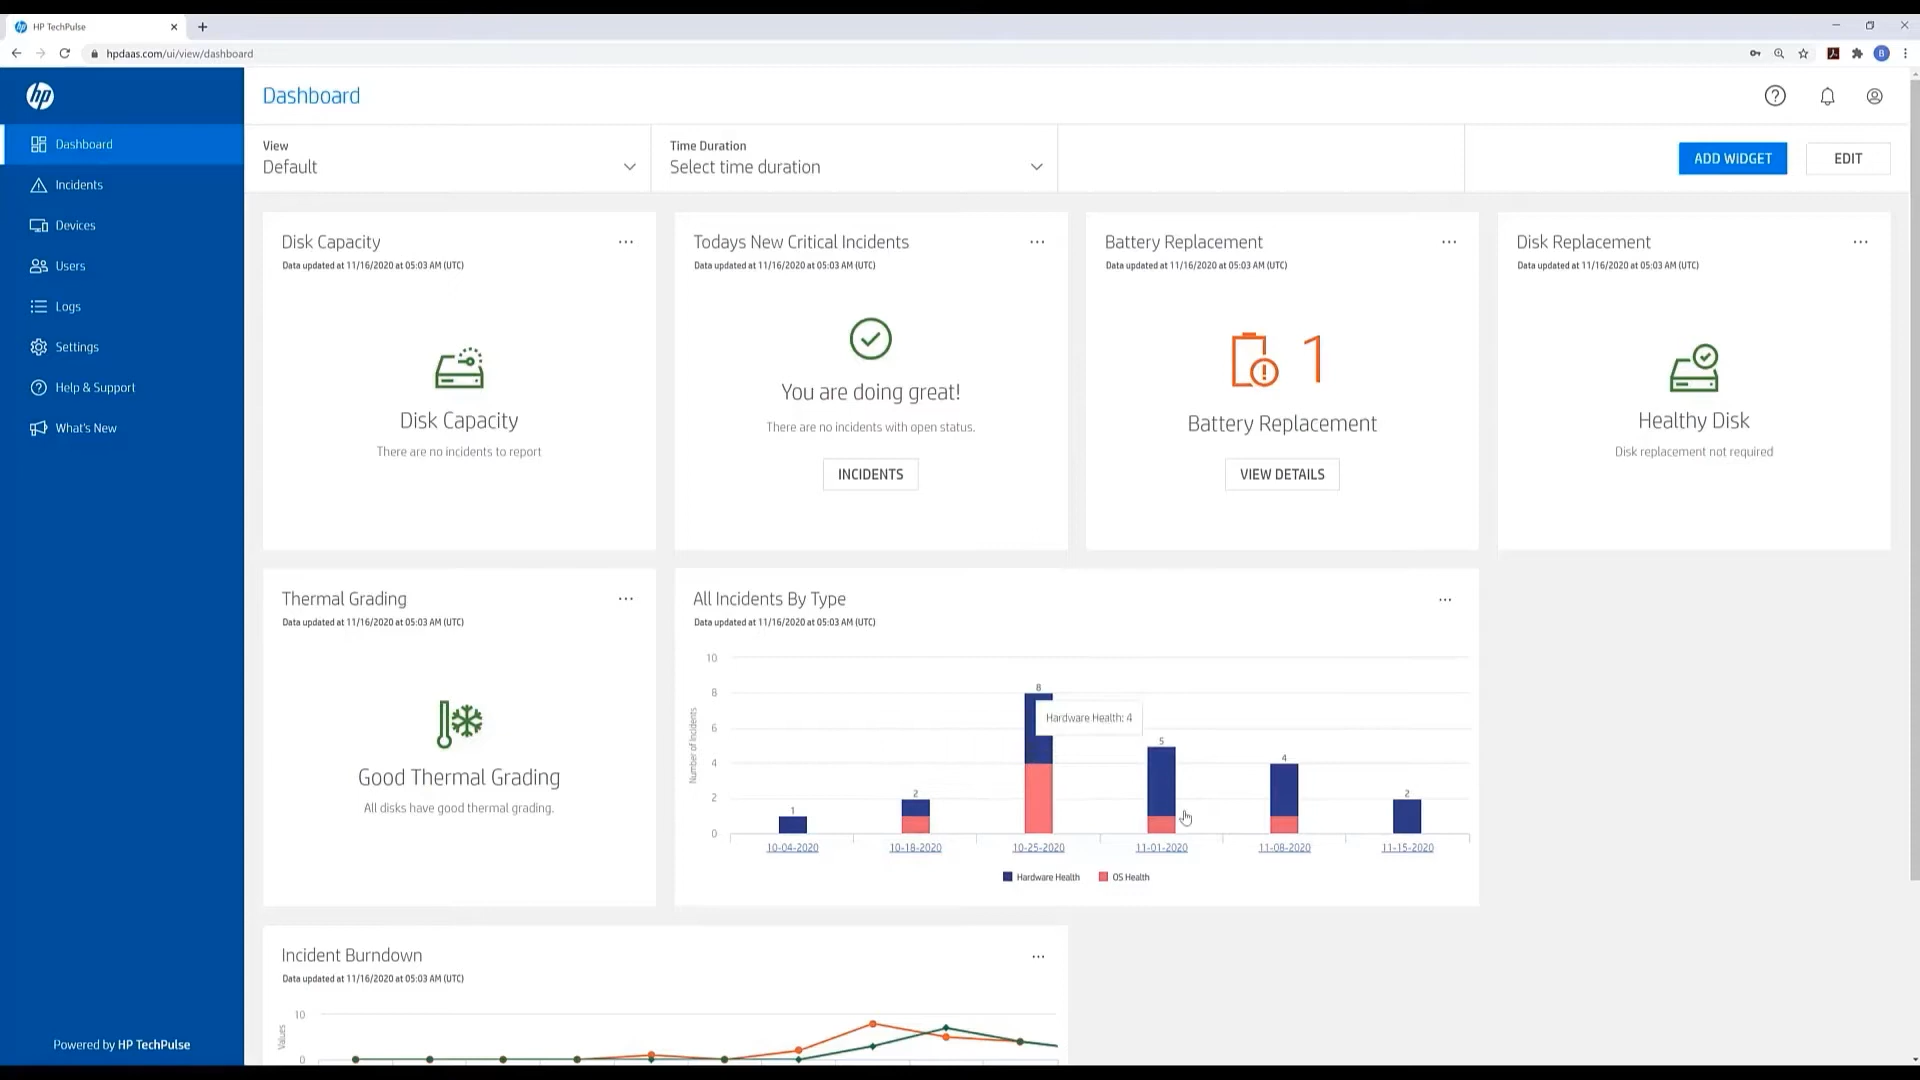 HP TechPulse
hpdaas.com/ui/view/dashboard
B
hp
Dashboard
Dashboard
Incidents
Devices
Users
Logs
Settings
Help & Support
What's New
Powered by HP TechPulse
View
Default
Time Duration
Select time duration
ADD WIDGET
EDIT
Disk Capacity
Data updated at 11/16/2020 at 05:03 AM (UTC)
Disk Capacity
There are no incidents to report
Todays New Critical Incidents
Data updated at 11/16/2020 at 05:03 AM (UTC)
You are doing great!
There are no incidents with open status.
INCIDENTS
Battery Replacement
Data updated at 11/16/2020 at 05:03 AM (UTC)
1
Battery Replacement
VIEW DETAILS
Disk Replacement
Data updated at 11/16/2020 at 05:03 AM (UTC)
Healthy Disk
Disk replacement not required
Thermal Grading
Data updated at 11/16/2020 at 05:03 AM (UTC)
Good Thermal Grading
All disks have good thermal grading.
All Incidents By Type
Data updated at 11/16/2020 at 05:03 AM (UTC)
Number of Incidents
10
8
6
4
2
0
1
2
8
5
4
2
Hardware Health: 4
10-04-2020
10-18-2020
10-25-2020
11-01-2020
11-08-2020
11-15-2020
Hardware Health
OS Health
Incident Burndown
Data updated at 11/16/2020 at 05:03 AM (UTC)
Values
10
0